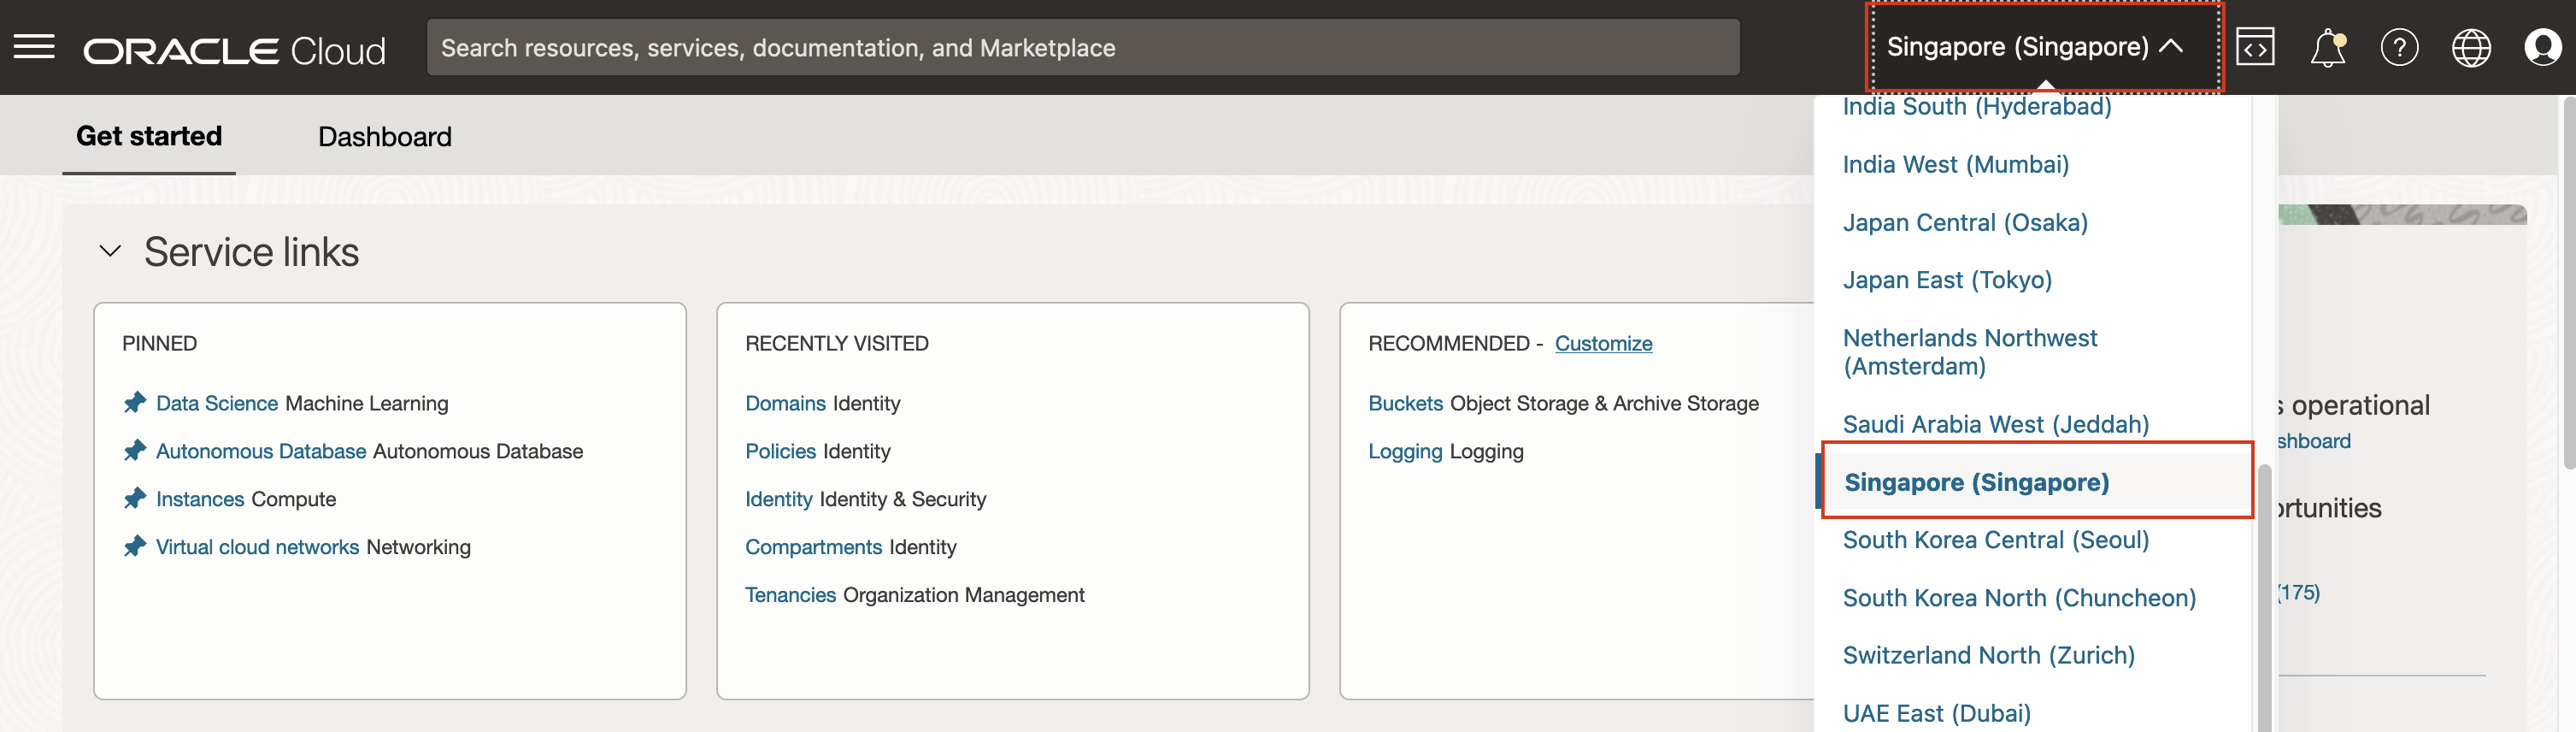 ORACLE Cloud
Search resources, services, documentation, and Marketplace
Singapore (Singapore)
Get started
Dashboard
Service links
PINNED
Data Science Machine Learning
Autonomous Database Autonomous Database
Instances Compute
Virtual cloud networks Networking
RECENTLY VISITED
Domains Identity
Policies Identity
Identity Identity & Security
Compartments Identity
Tenancies Organization Management
RECOMMENDED - Customize
Buckets Object Storage & Archive Storage
Logging Logging
India South (Hyderabad)
India West (Mumbai)
Japan Central (Osaka)
Japan East (Tokyo)
Netherlands Northwest
(Amsterdam)
Saudi Arabia West (Jeddah)
Singapore (Singapore)
South Korea Central (Seoul)
South Korea North (Chuncheon)
Switzerland North (Zurich)
UAE East (Dubai)
operational
(175)